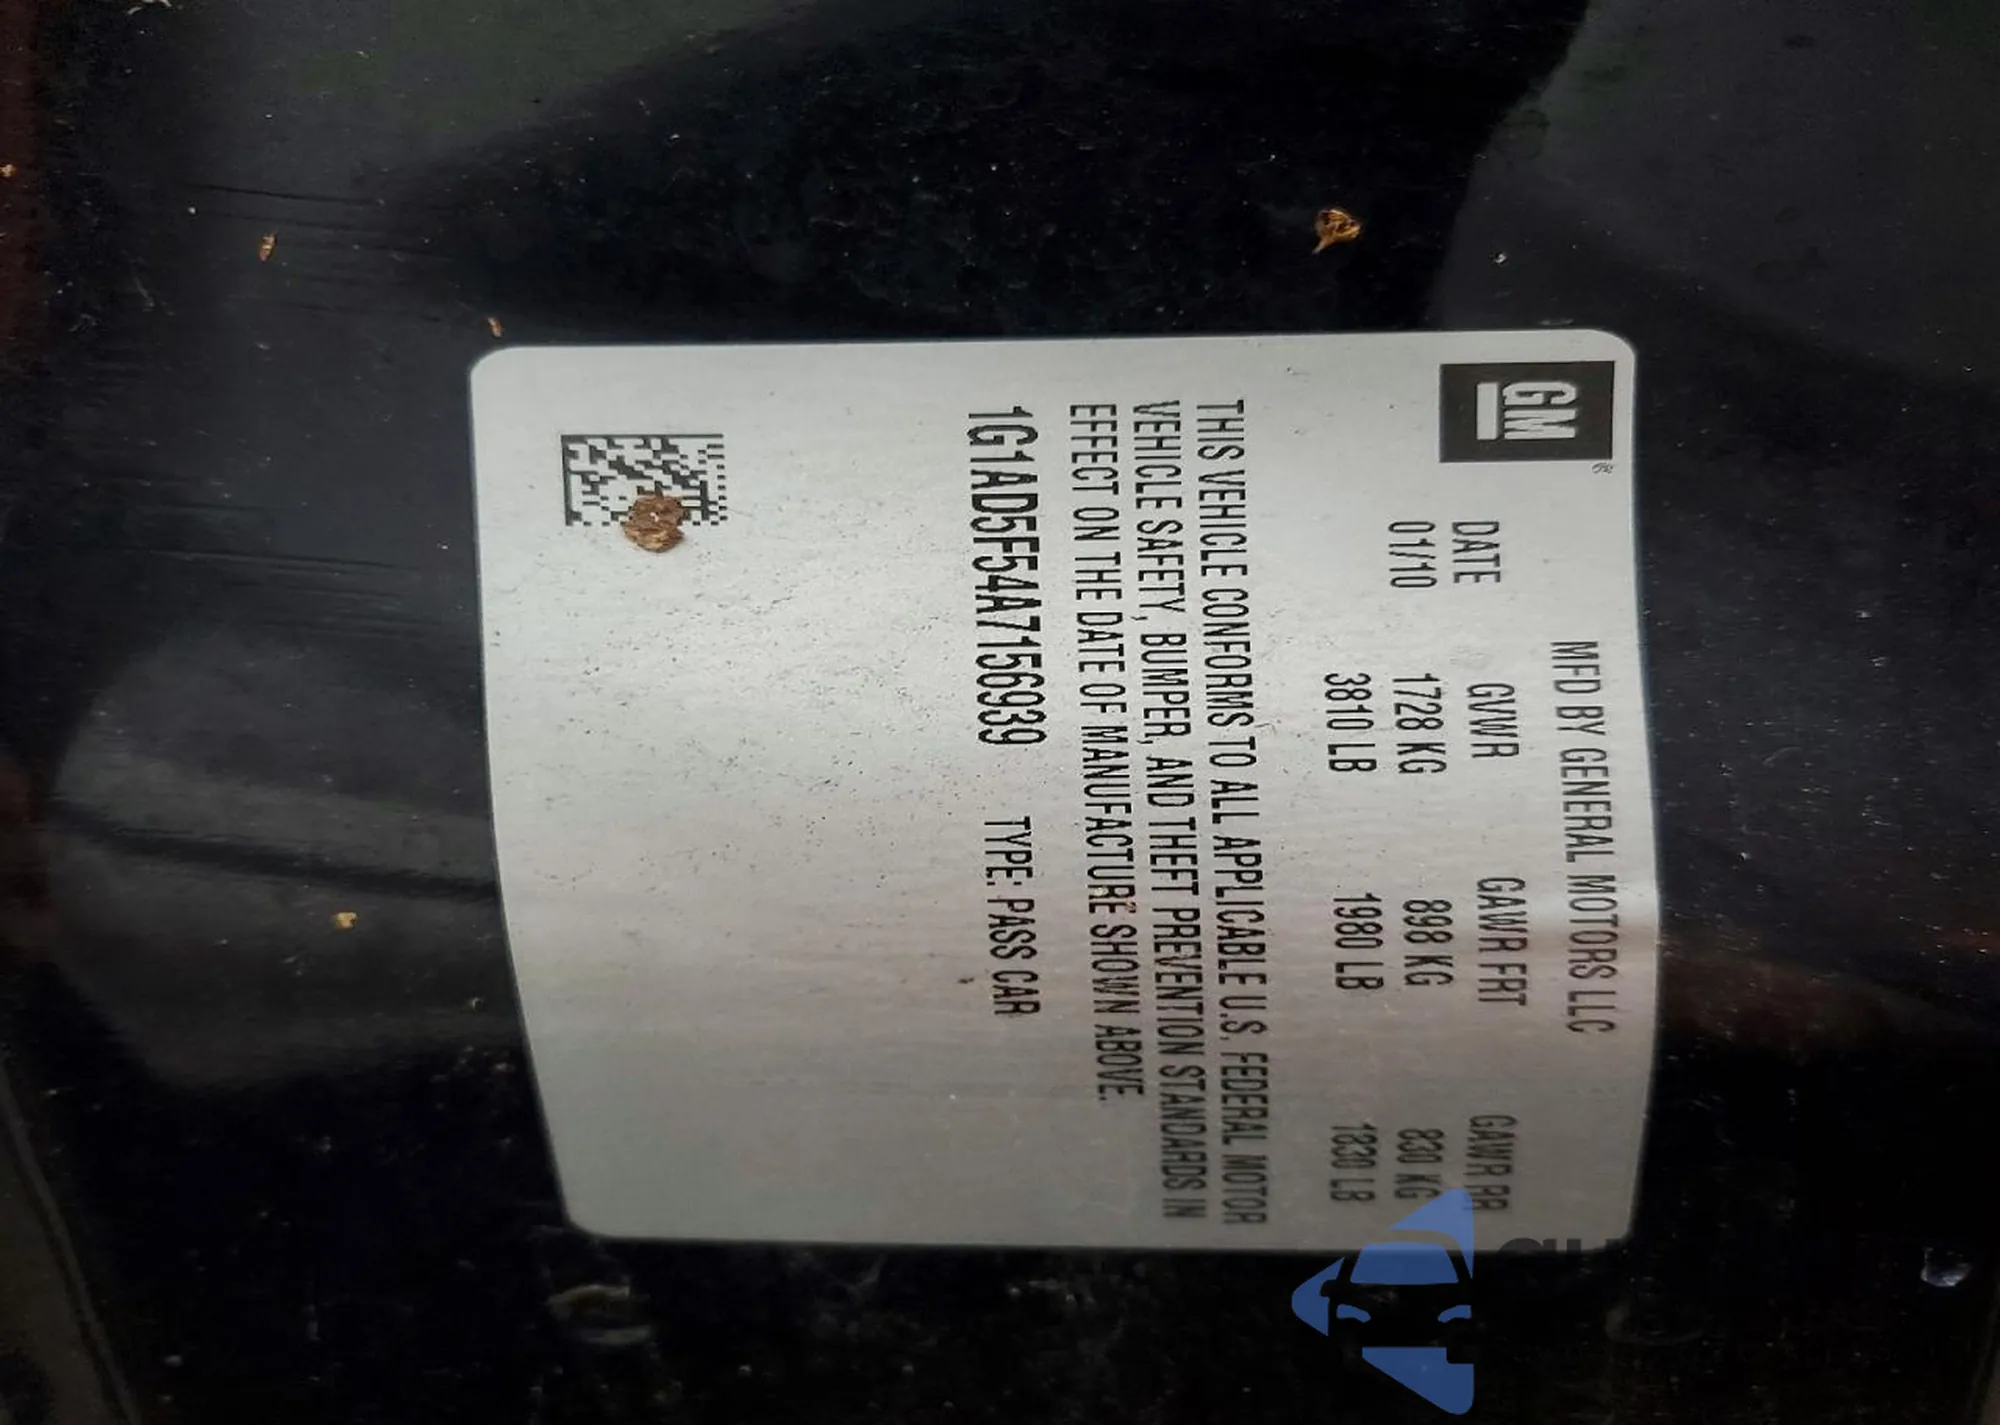 GM
MFD BY GENERAL MOTORS LLC
DATE GVWR GAWR FRT GAWR RR
01/10 1728 KG 898 KG 830 KG
3810 LB 1980 LB 1830 LB
THIS VEHICLE CONFORMS TO ALL APPLICABLE U.S. FEDERAL MOTOR
VEHICLE SAFETY, BUMPER, AND THEFT PREVENTION STANDARDS IN
EFFECT ON THE DATE OF MANUFACTURE SHOWN ABOVE.
1G1AD5F54A7156939 TYPE: PASS CAR